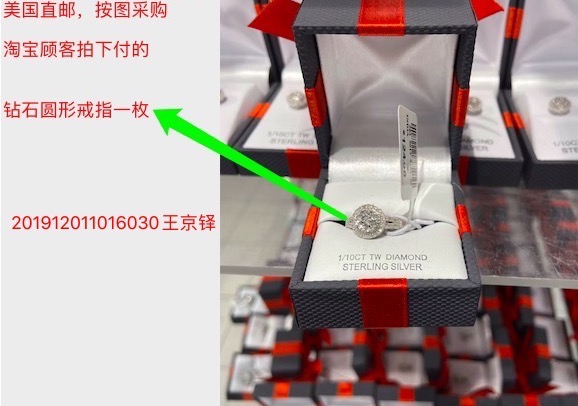 美国直邮，按图采购
淘宝顾客拍下付的
钻石圆形戒指一枚
201912011016030王京铎
1/10CT TW DIAMOND
STERLING SILVER
1/10CT TW DIAMOND
STERLING SILVER
DIAMOND
SILVER